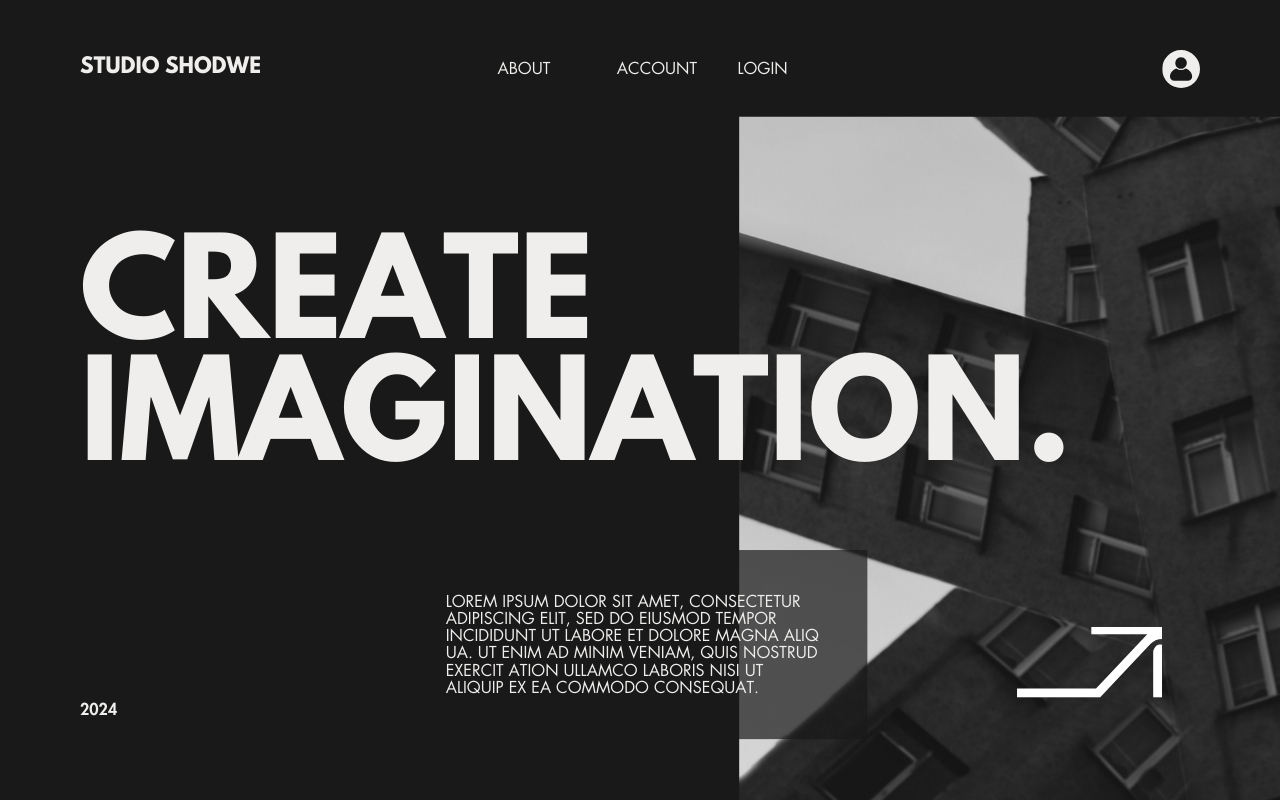 STUDIO SHODWE
ABOUT ACCOUNT LOGIN
CREATE
IMAGINATION.
LOREM IPSUM DOLOR SIT AMET, CONSECTETUR
ADIPISCING ELIT, SED DO EIUSMOD TEMPOR
INCIDIDUNT UT LABORE ET DOLORE MAGNA ALIQ
UA. UT ENIM AD MINIM VENIAM, QUIS NOSTRUD
EXERCIT ATION ULLAMCO LABORIS NISI UT
ALIQUIP EX EA COMMODO CONSEQUAT.
2024